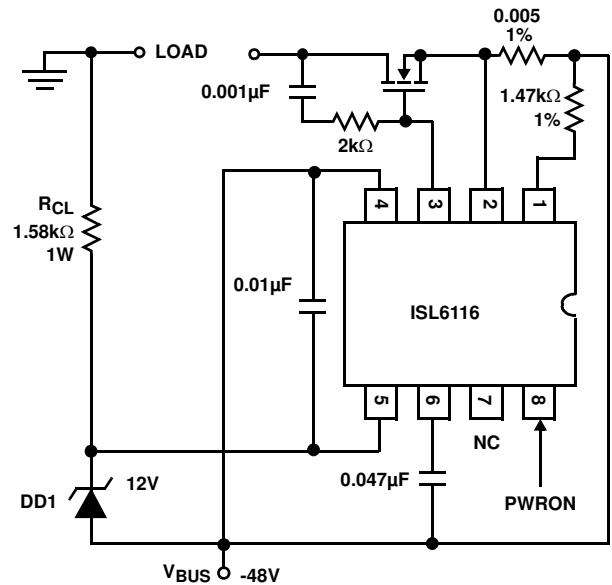 0.005
1%
LOAD
0.001µF
1.47kΩ
1%
2kΩ
4
3
2
1
RCL
1.58kΩ
1W
0.01µF
ISL6116
5
6
7
8
NC
12V
0.047µF
DD1
PWRON
VBUS
-48V